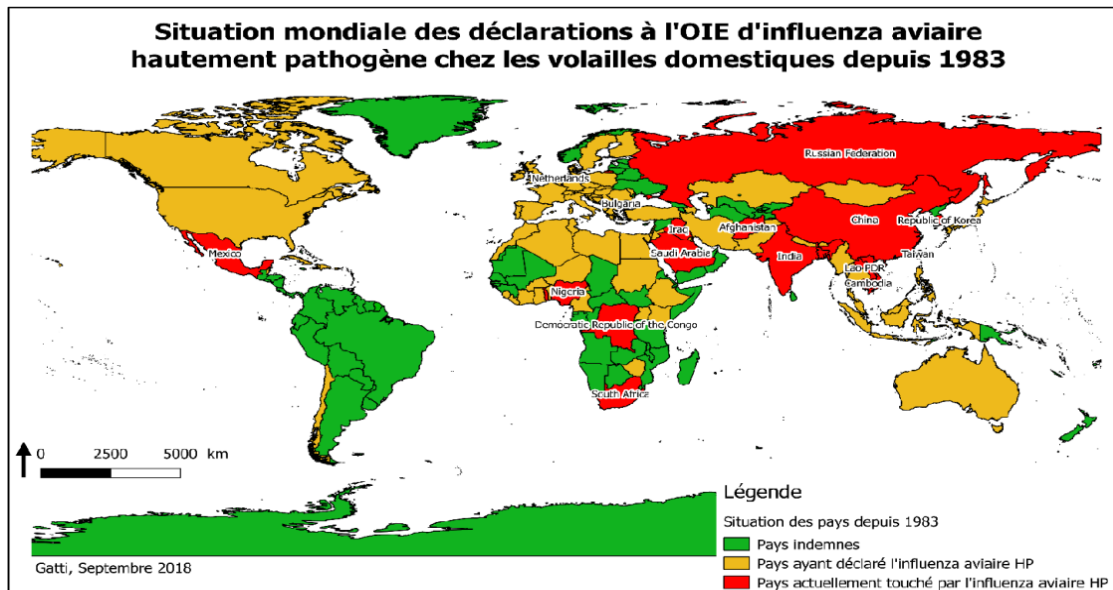 Situation mondiale des déclarations à l'OIE d'influenza aviaire
hautement pathogène chez les volailles domestiques depuis 1983
Russian Federation
Netherlands
Bulgaria
China
Republic of Korea
Iraq
Afghanistan
Mexico
Saudi Arabia
Taiwan
India
Lao PDR
Cambodia
Nigeria
Democratic Republic of the Congo
South Africa
0 2500 5000 km
Légende
Situation des pays depuis 1983
Pays indemnes
Pays ayant déclaré l'influenza aviaire HP
Pays actuellement touché par l'influenza aviaire HP
Gatti, Septembre 2018